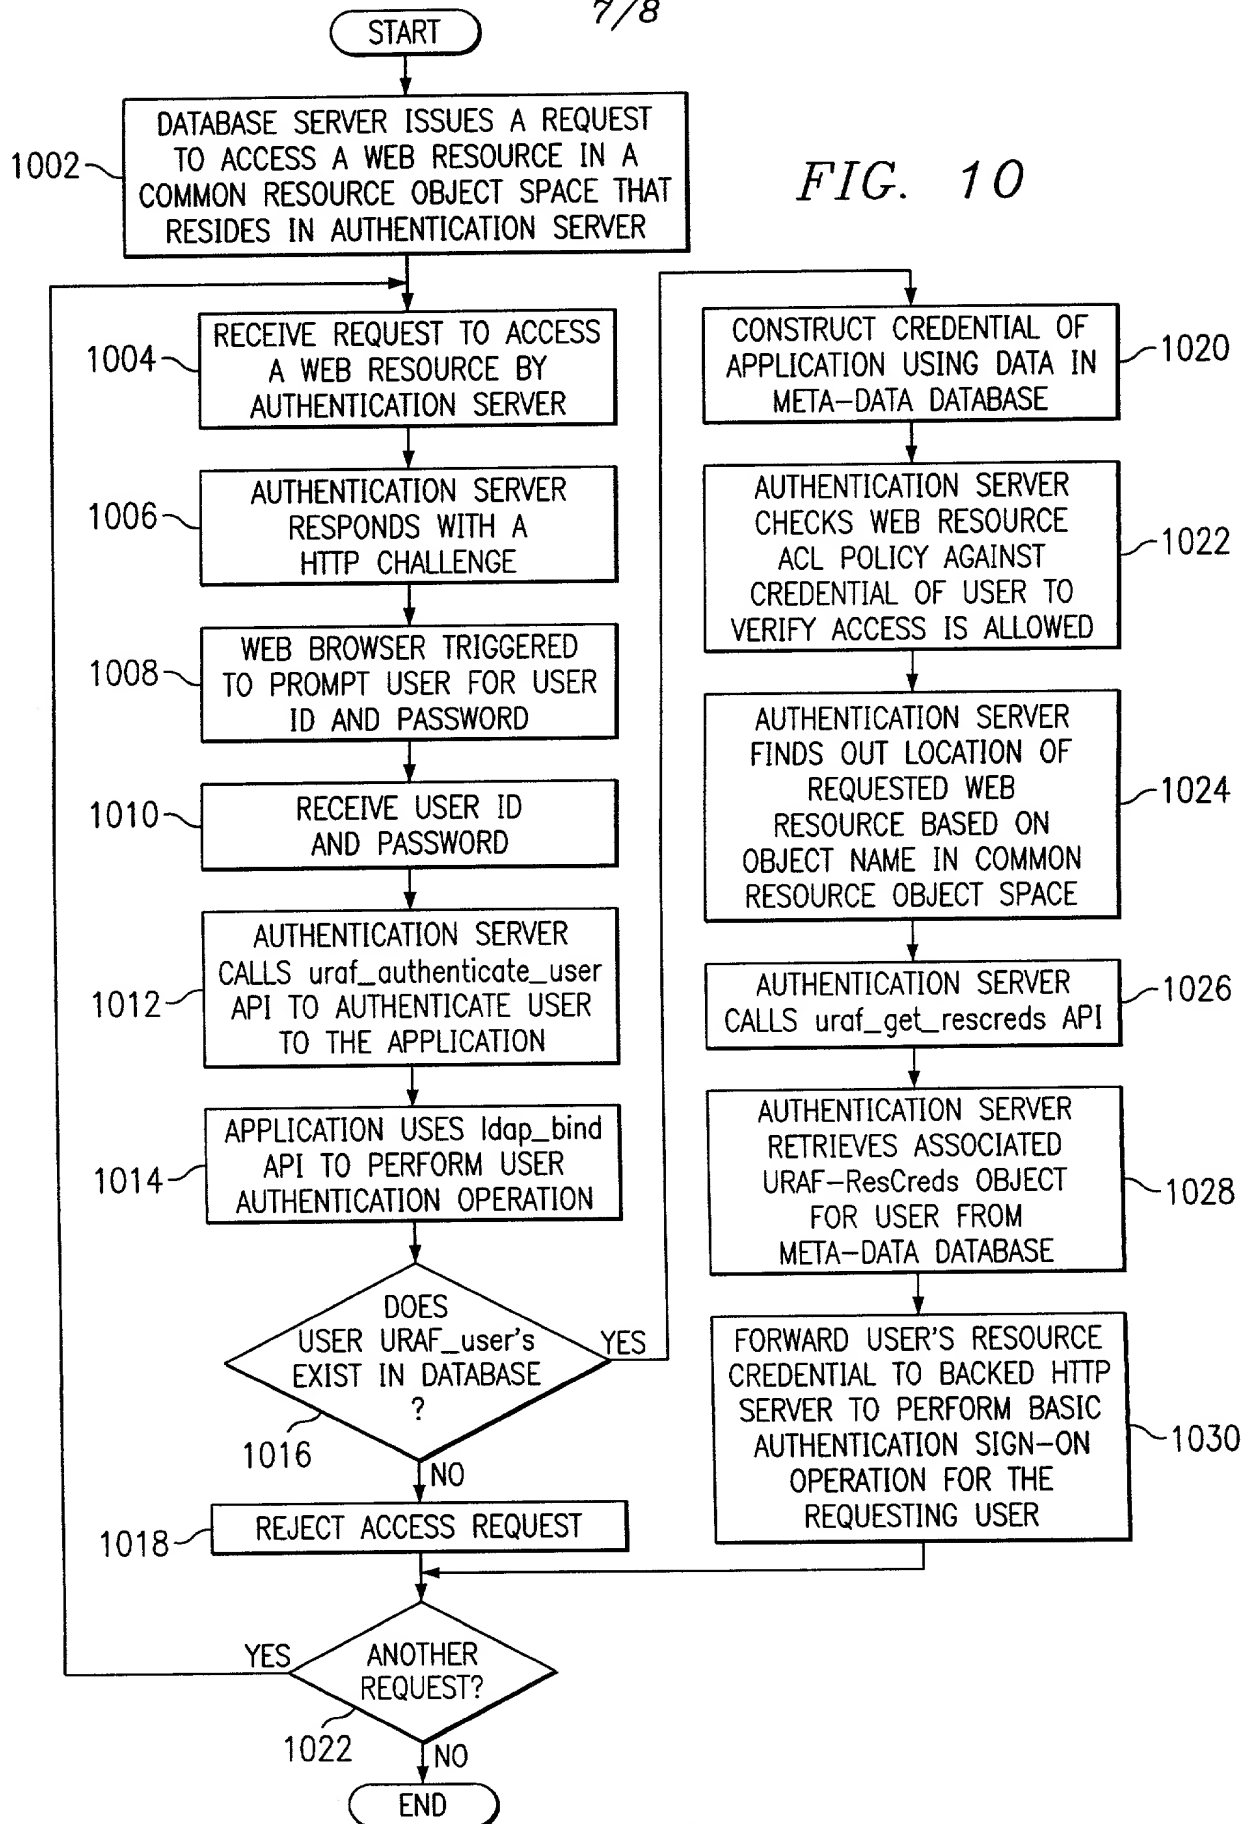 7/8
START
1002
DATABASE SERVER ISSUES A REQUEST
TO ACCESS A WEB RESOURCE IN A
COMMON RESOURCE OBJECT SPACE THAT
RESIDES IN AUTHENTICATION SERVER
FIG. 10
1004
RECEIVE REQUEST TO ACCESS
A WEB RESOURCE BY
AUTHENTICATION SERVER
1006
AUTHENTICATION SERVER
RESPONDS WITH A
HTTP CHALLENGE
1008
WEB BROWSER TRIGGERED
TO PROMPT USER FOR USER
ID AND PASSWORD
1010
RECEIVE USER ID
AND PASSWORD
1012
AUTHENTICATION SERVER
CALLS uraf_authenticate_user
API TO AUTHENTICATE USER
TO THE APPLICATION
1014
APPLICATION USES ldap_bind
API TO PERFORM USER
AUTHENTICATION OPERATION
DOES
USER URAF_user's
EXIST IN DATABASE
?
YES
1016
NO
1018
REJECT ACCESS REQUEST
YES
ANOTHER
REQUEST?
1022
NO
END
CONSTRUCT CREDENTIAL OF
APPLICATION USING DATA IN
META-DATA DATABASE
1020
AUTHENTICATION SERVER
CHECKS WEB RESOURCE
ACL POLICY AGAINST
CREDENTIAL OF USER TO
VERIFY ACCESS IS ALLOWED
1022
AUTHENTICATION SERVER
FINDS OUT LOCATION OF
REQUESTED WEB
RESOURCE BASED ON
OBJECT NAME IN COMMON
RESOURCE OBJECT SPACE
1024
AUTHENTICATION SERVER
CALLS uraf_get_rescreds API
1026
AUTHENTICATION SERVER
RETRIEVES ASSOCIATED
URAF-ResCreds OBJECT
FOR USER FROM
META-DATA DATABASE
1028
FORWARD USER'S RESOURCE
CREDENTIAL TO BACKED HTTP
SERVER TO PERFORM BASIC
AUTHENTICATION SIGN-ON
OPERATION FOR THE
REQUESTING USER
1030